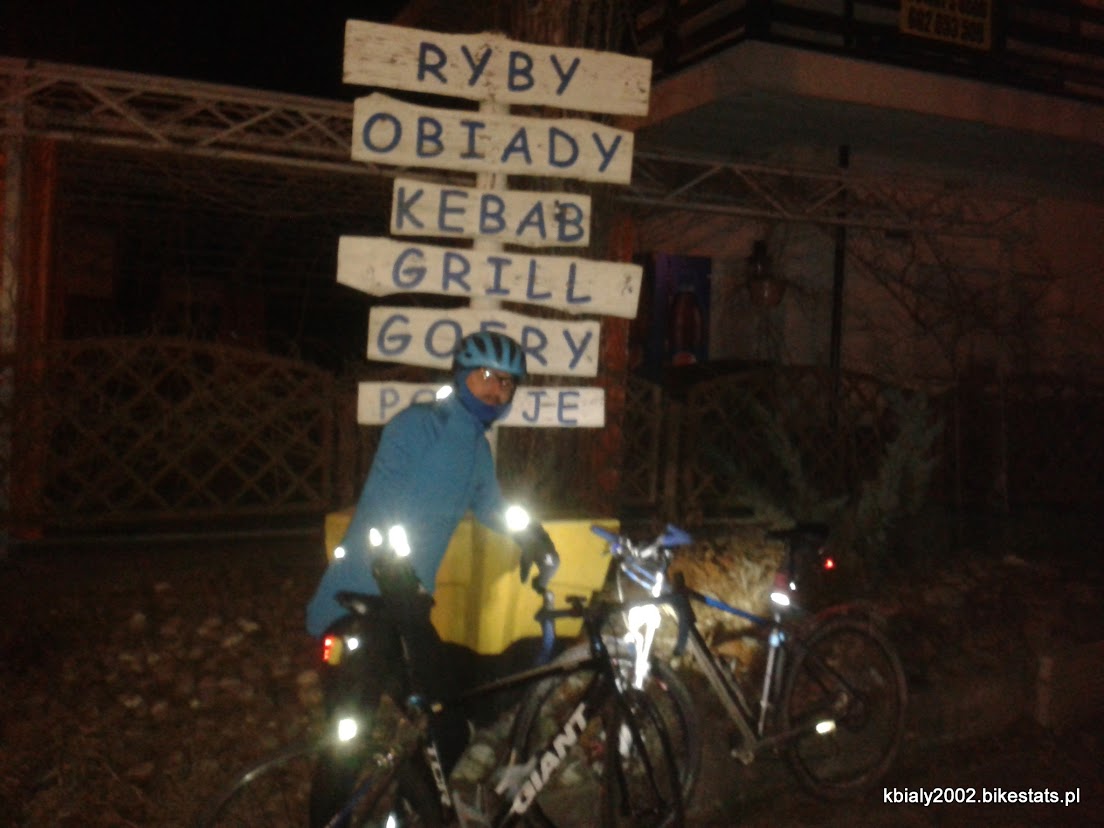 RYBY
OBIADY
KEBAB
GRILL
GOFRY
GIANT
kbialy2002.bikestats.pl